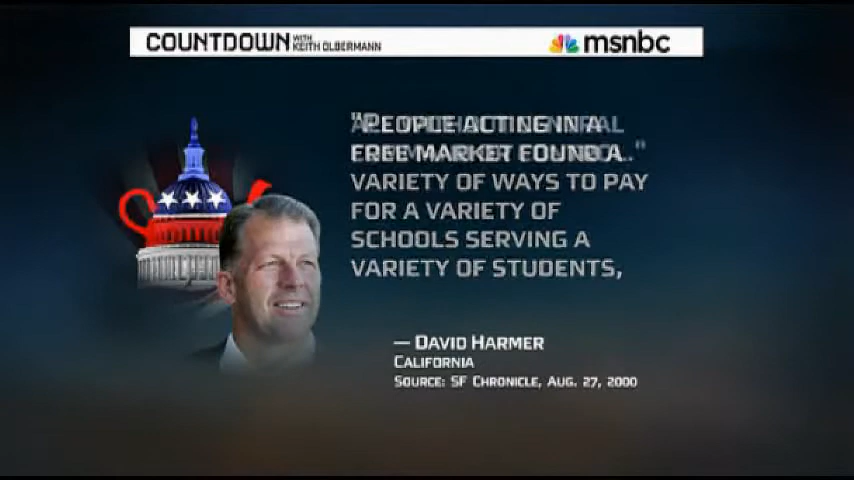 COUNTDOWN WITH KEITH OLBERMANN
msnbc
"PEOPLE ACTING IN A
FREE MARKET FOUND A
VARIETY OF WAYS TO PAY
FOR A VARIETY OF
SCHOOLS SERVING A
VARIETY OF STUDENTS,
— DAVID HARMER
CALIFORNIA
SOURCE: SF CHRONICLE, AUG. 27, 2000